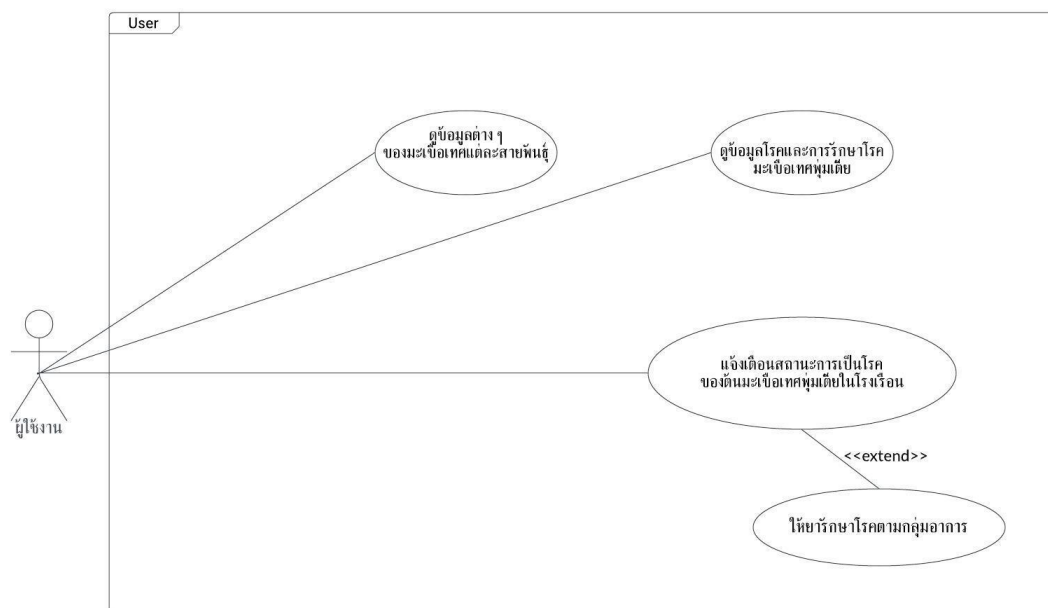 User
ดูข้อมูลต่าง ๆ
ของมะเขือเทศแต่ละสายพันธุ์
ดูข้อมูลโรคและการรักษาโรค
มะเขือเทศพุ่มเตี้ย
แจ้งเตือนสถานะการเป็นโรค
ของต้นมะเขือเทศพุ่มเตี้ยในโรงเรือน
ผู้ใช้งาน
<<extend>>
ให้ยารักษาโรคตามกลุ่มอาการ